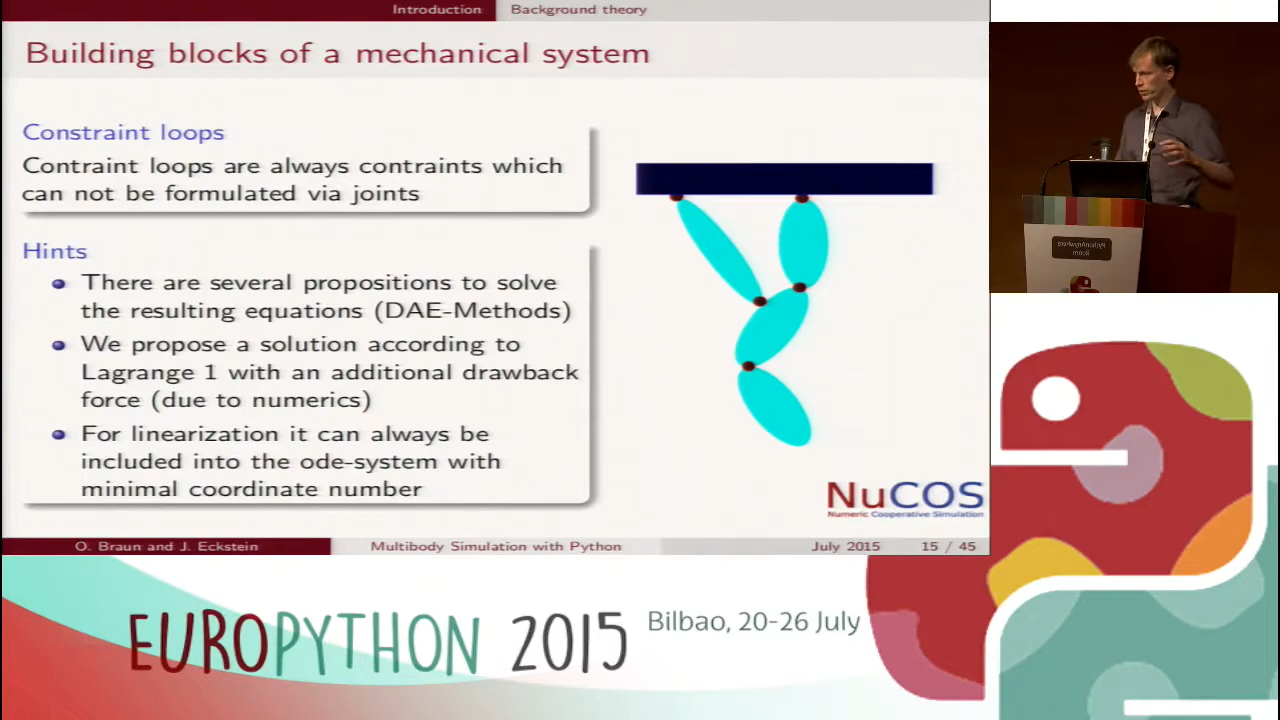 Introduction Background theory
Building blocks of a mechanical system
Constraint loops
Contraint loops are always contraints which
can not be formulated via joints
Hints
There are several propositions to solve
the resulting equations (DAE-Methods)
We propose a solution according to
Lagrange 1 with an additional drawback
force (due to numerics)
For linearization it can always be
included into the ode-system with
minimal coordinate number
NuCOS
Numeric Cooperative Simulation
O. Braun and J. Eckstein Multibody Simulation with Python July 2015 15 / 45
PythonAnywhere
Room
EUROPYTHON 2015 Bilbao, 20-26 July